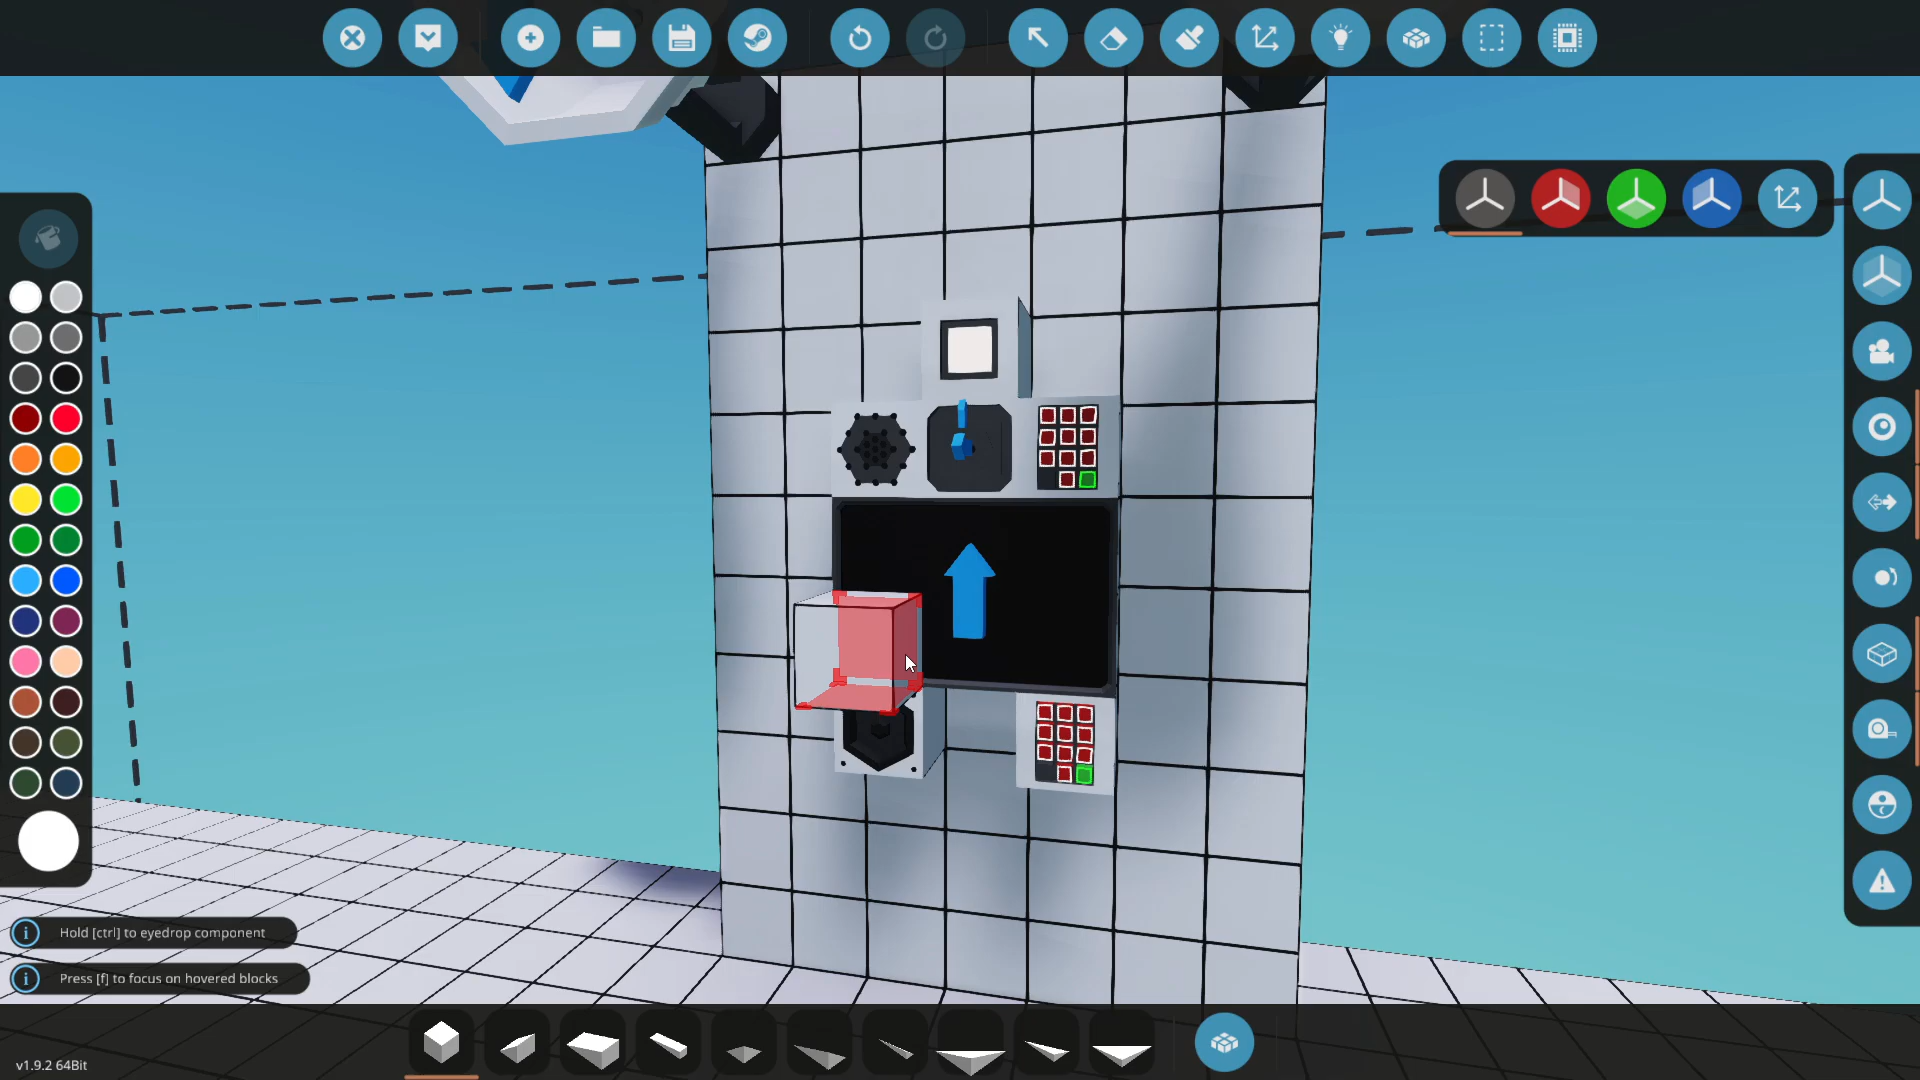 Hold [ctrl] to eyedrop component
Press [f] to focus on hovered blocks
v1.9.2 64Bit